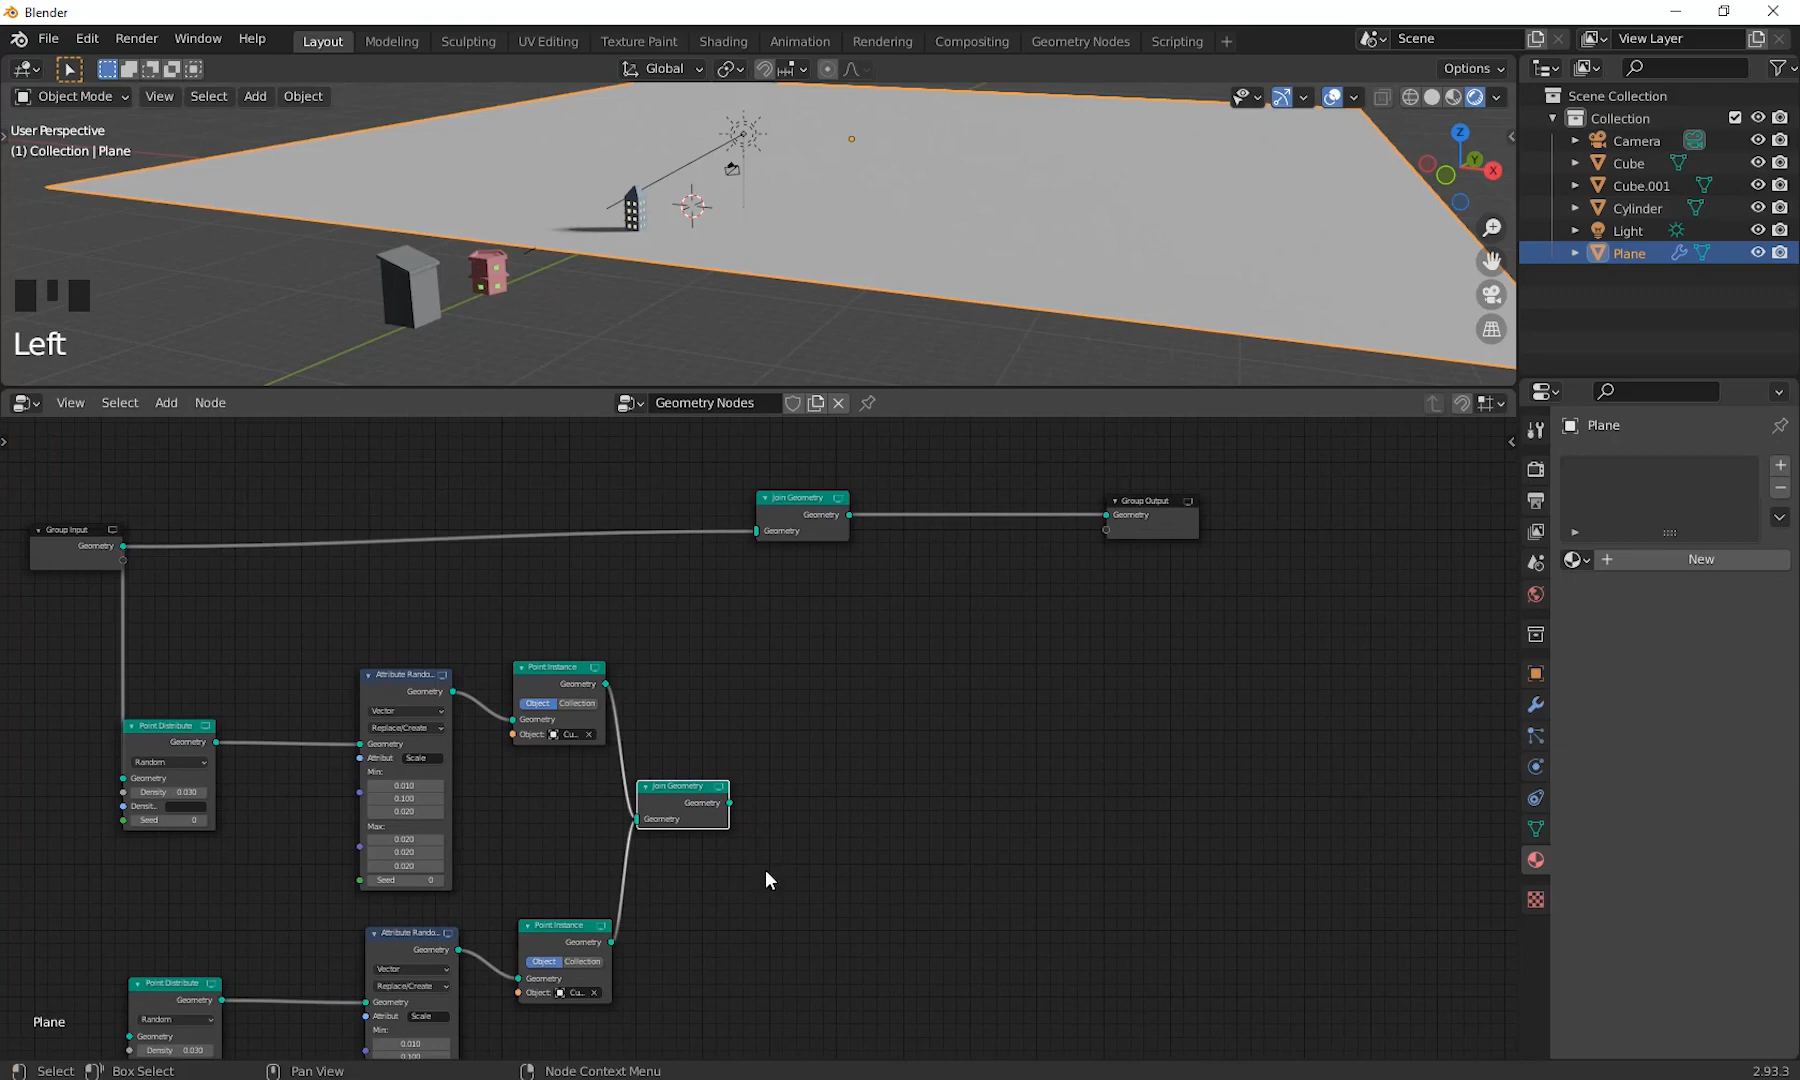 Blender
File Edit Render Window Help Layout Modeling Sculpting UV Editing Texture Paint Shading Animation Rendering Compositing Geometry Nodes Scripting + Scene View Layer
Global Options
Object Mode View Select Add Object
User Perspective
(1) Collection | Plane
Z
Y
X
Left
Scene Collection
Collection
Camera
Cube
Cube.001
Cylinder
Light
Plane
View Select Add Node Geometry Nodes
Plane
New
Group Input
Geometry
Join Geometry
Geometry
Geometry
Group Output
Geometry
Point Distribute
Geometry
Random
Geometry
Density 0.030
Densit..
Seed 0
Attribute Rando...
Geometry
Vector
Replace/Create
Geometry
Attribut Scale
Min:
0.010
0.100
0.020
Max:
0.020
0.020
0.020
Seed 0
Point Instance
Geometry
Object Collection
Geometry
Object: Cu...
Join Geometry
Geometry
Geometry
Point Distribute
Geometry
Random
Geometry
Density 0.030
Attribute Rando...
Geometry
Vector
Replace/Create
Geometry
Attribut Scale
Min:
0.010
0.100
Point Instance
Geometry
Object Collection
Geometry
Object: Cu...
Plane
Select Box Select Pan View Node Context Menu 2.93.3